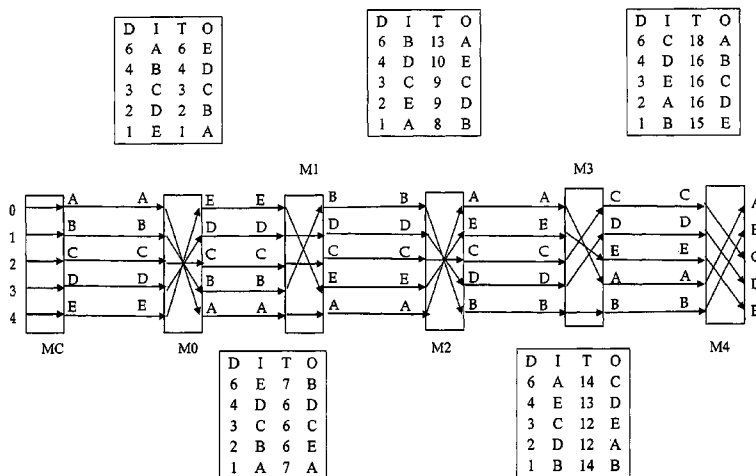 D I T O
6 A 6 E
4 B 4 D
3 C 3 C
2 D 2 B
1 E 1 A
D I T O
6 B 13 A
4 D 10 E
3 C 9 C
2 E 9 D
1 A 8 B
D I T O
6 C 18 A
4 D 16 B
3 E 16 C
2 A 16 D
1 B 15 E
M1
M3
0 A A E E B B A A C C A
1 B B D D D D E E D D B
2 C C C C C C C C E E C
3 D D B B E E D D A A D
4 E E A A A A B B B B E
MC M0 M2 M4
D I T O
6 E 7 B
4 D 6 D
3 C 6 C
2 B 6 E
1 A 7 A
D I T O
6 A 14 C
4 E 13 D
3 C 12 E
2 D 12 A
1 B 14 B